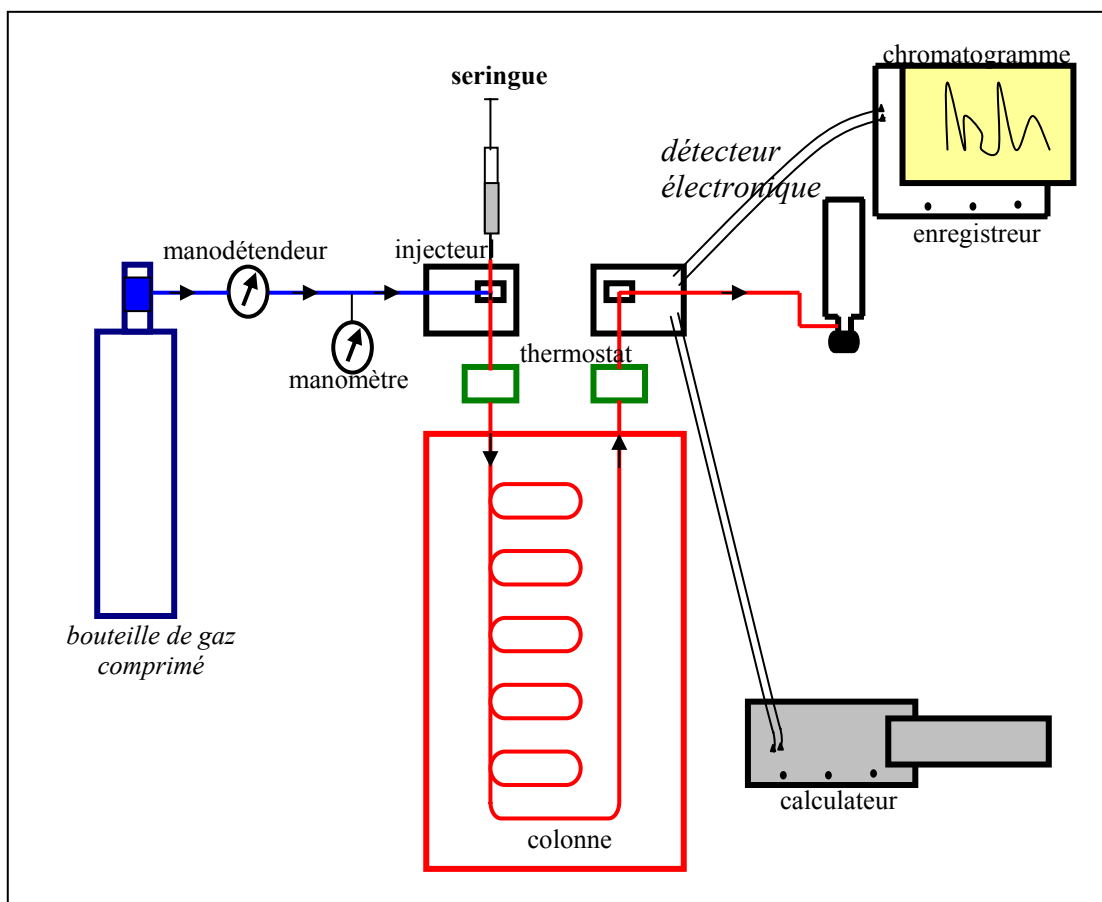 chromatogramme
seringue
détecteur
électronique
enregistreur
manodétendeur
injecteur
thermostat
manomètre
bouteille de gaz
comprimé
calculateur
colonne